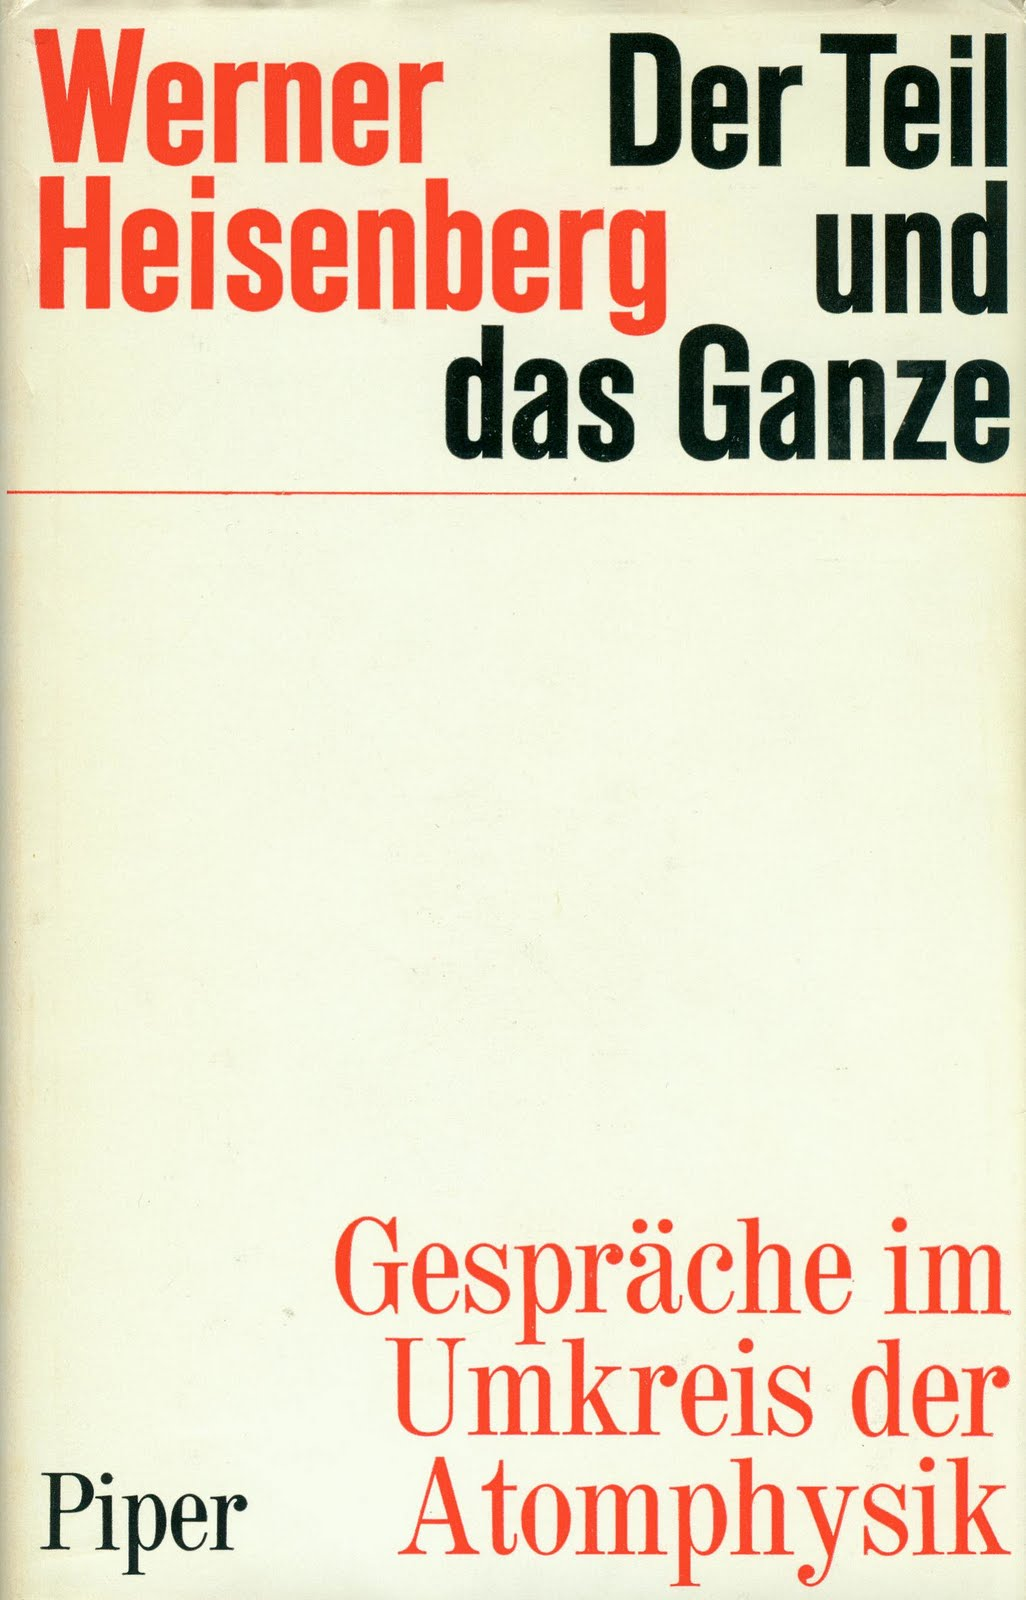 Werner
Heisenberg
Der Teil
und
das Ganze
Gespräche im
Umkreis der
Atomphysik
Piper